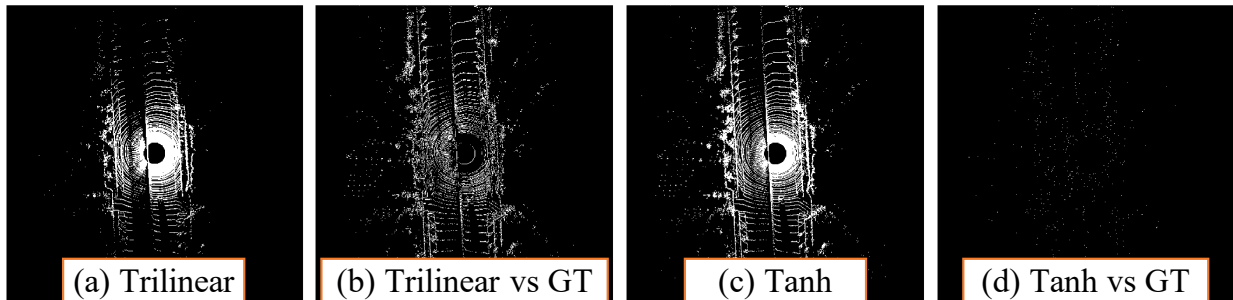 (a) Trilinear
(b) Trilinear vs GT
(c) Tanh
(d) Tanh vs GT